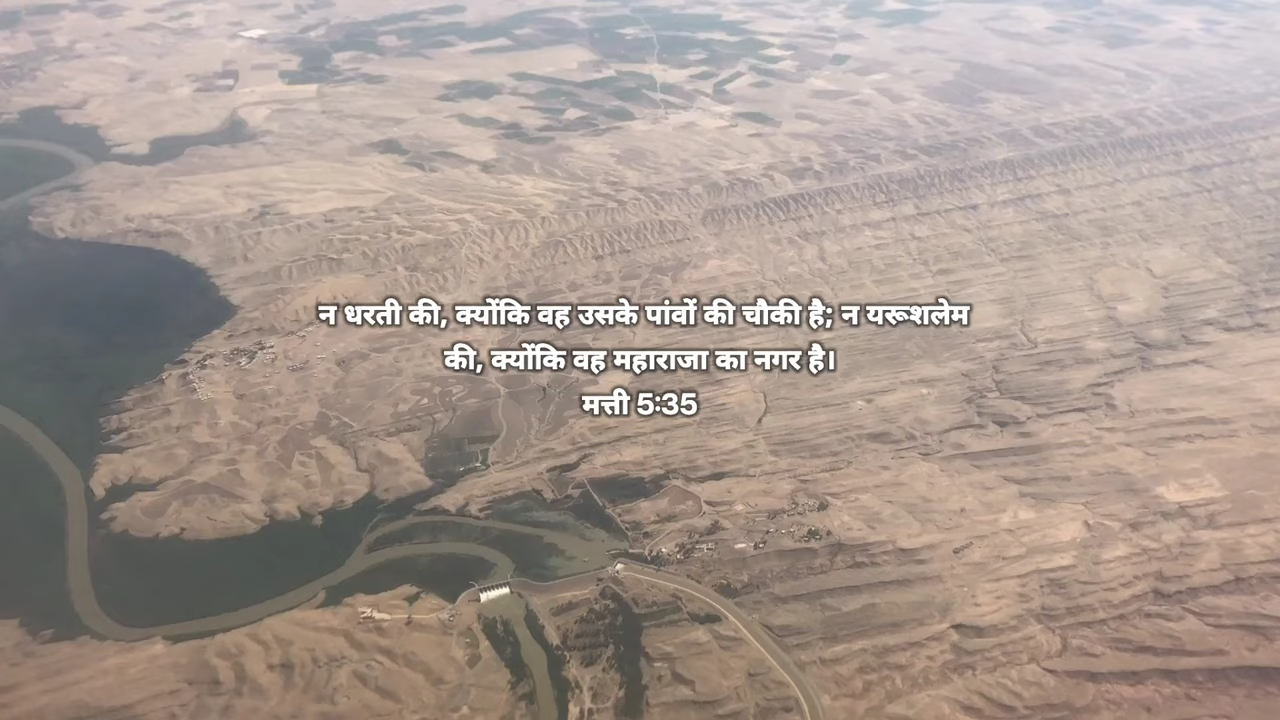 न धरती की, क्योंकि वह उसके पांवों की चौकी है; न यरूशलेम
की, क्योंकि वह महाराजा का नगर है।
मत्ती 5:35